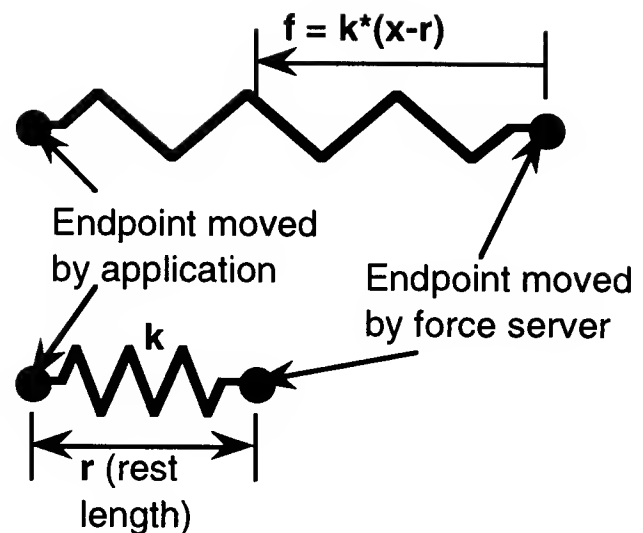 f = k*(x-r)
Endpoint moved
by application
Endpoint moved
by force server
k
r (rest
length)